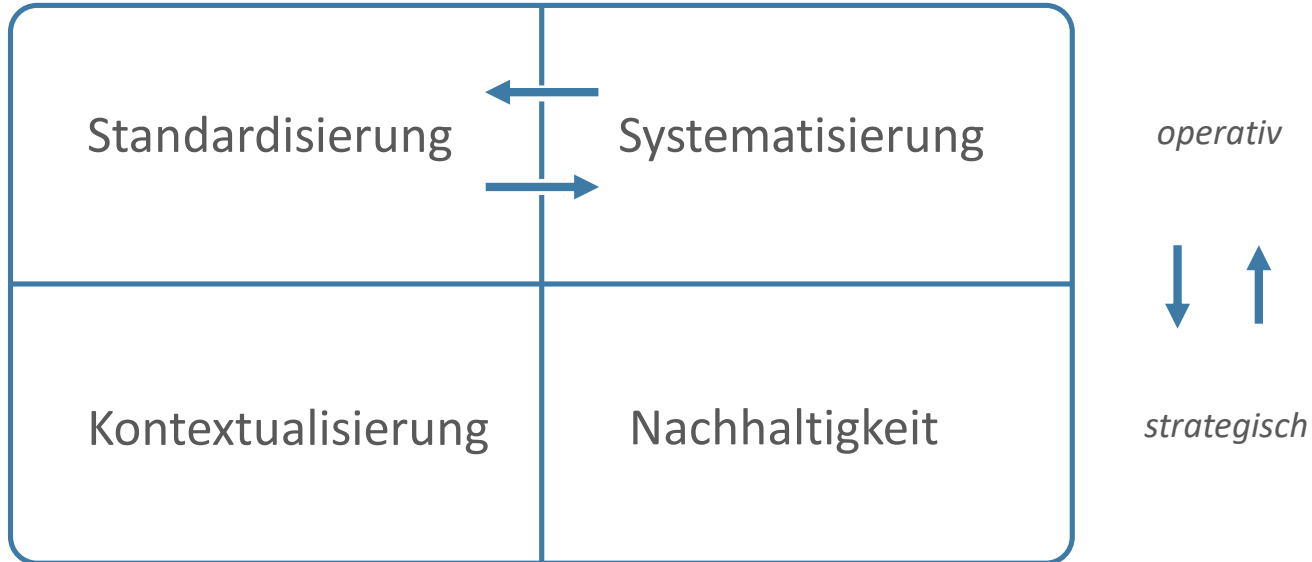 Standardisierung
Systematisierung
operativ
Kontextualisierung
Nachhaltigkeit
strategisch